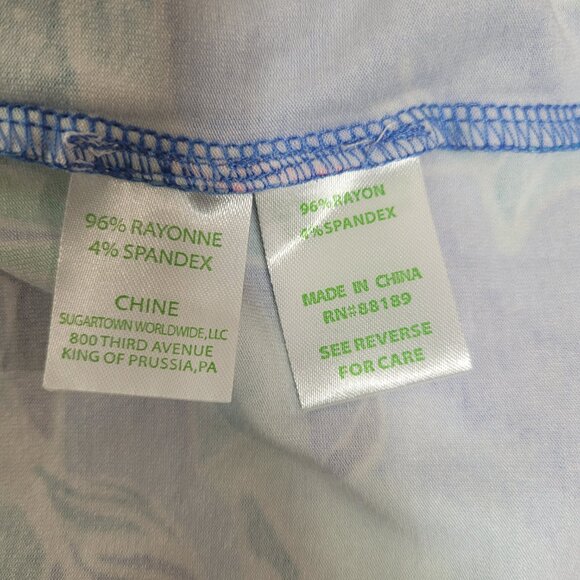 96% RAYONNE
4% SPANDEX
CHINE
SUGARTOWN WORLDWIDE, LLC
800 THIRD AVENUE
KING OF PRUSSIA, PA
96% RAYON
4% SPANDEX
MADE IN CHINA
RN#88189
SEE REVERSE
FOR CARE